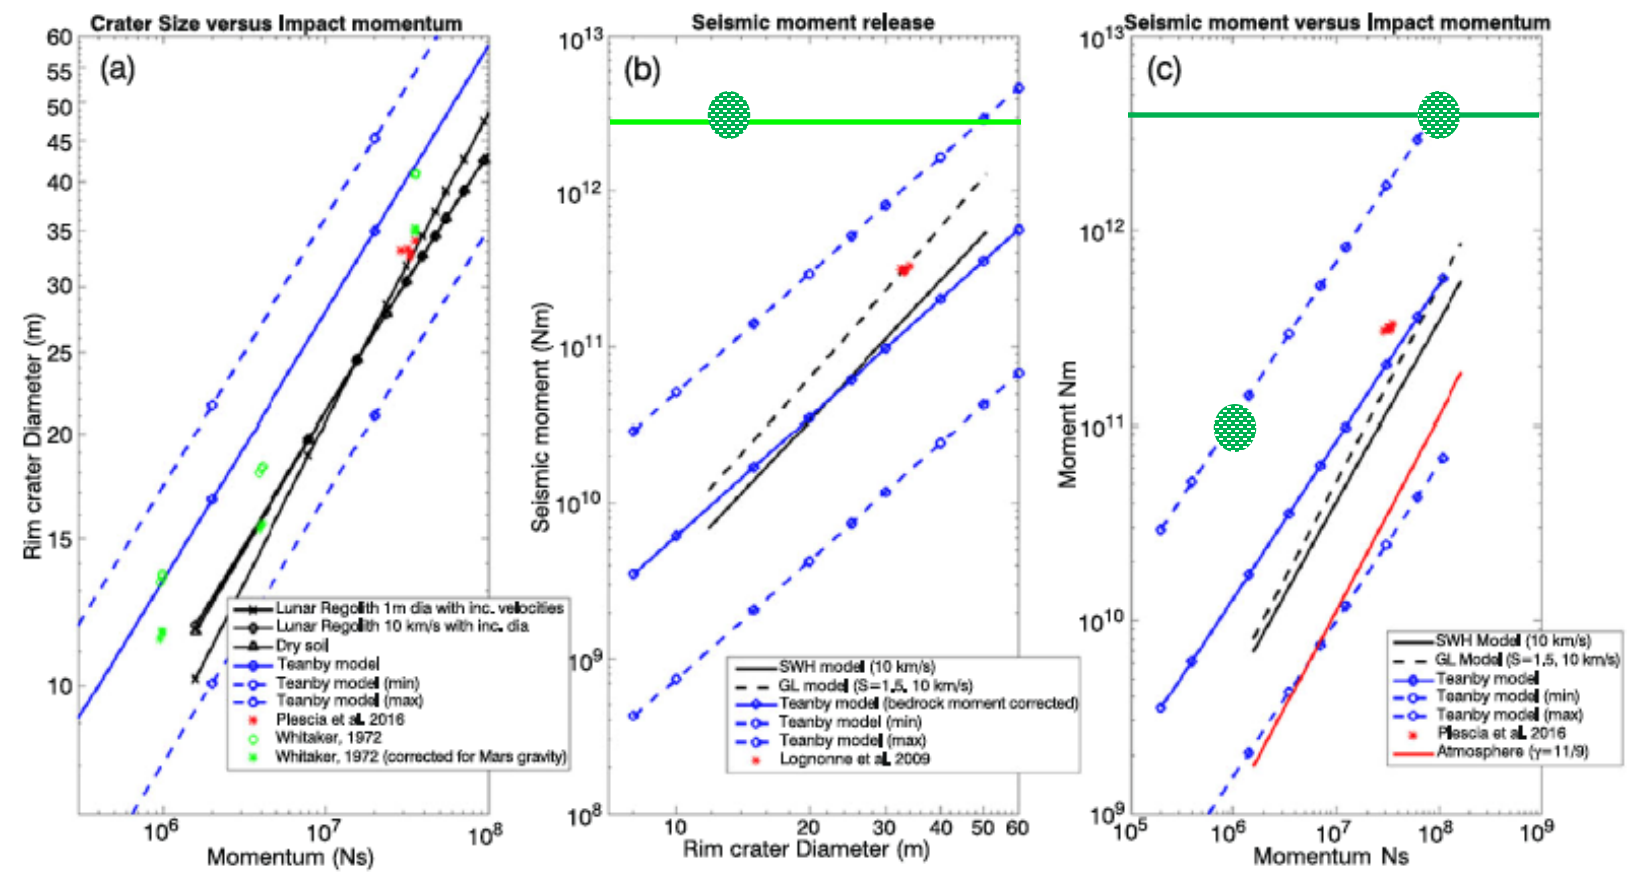 Crater Size versus Impact momentum
(a)
60
55
50
45
40
35
30
25
20
15
10
Rim crater Diameter (m)
10^6
10^7
10^8
Momentum (Ns)
Lunar Regolith 1m dia with inc. velocities
Lunar Regolith 10 km/s with inc. dia
Dry soil
Teanby model
Teanby model (min)
Teanby model (max)
Plescia et al. 2016
Whitaker, 1972
Whitaker, 1972 (corrected for Mars gravity)
Seismic moment release
(b)
10^13
10^12
10^11
10^10
10^9
10^8
Seismic moment (Nm)
10
20
30
40
50
60
Rim crater Diameter (m)
SWH model (10 km/s)
GL model (S=1.5, 10 km/s)
Teanby model (bedrock moment corrected)
Teanby model (min)
Teanby model (max)
Lognonne et al. 2009
Seismic moment versus Impact momentum
(c)
10^13
10^12
10^11
10^10
10^9
Moment Nm
10^5
10^6
10^7
10^8
10^9
Momentum Ns
SWH Model (10 km/s)
GL Model (S=1.5, 10 km/s)
Teanby model
Teanby model (min)
Teanby model (max)
Plescia et al. 2016
Atmosphere (γ=11/9)